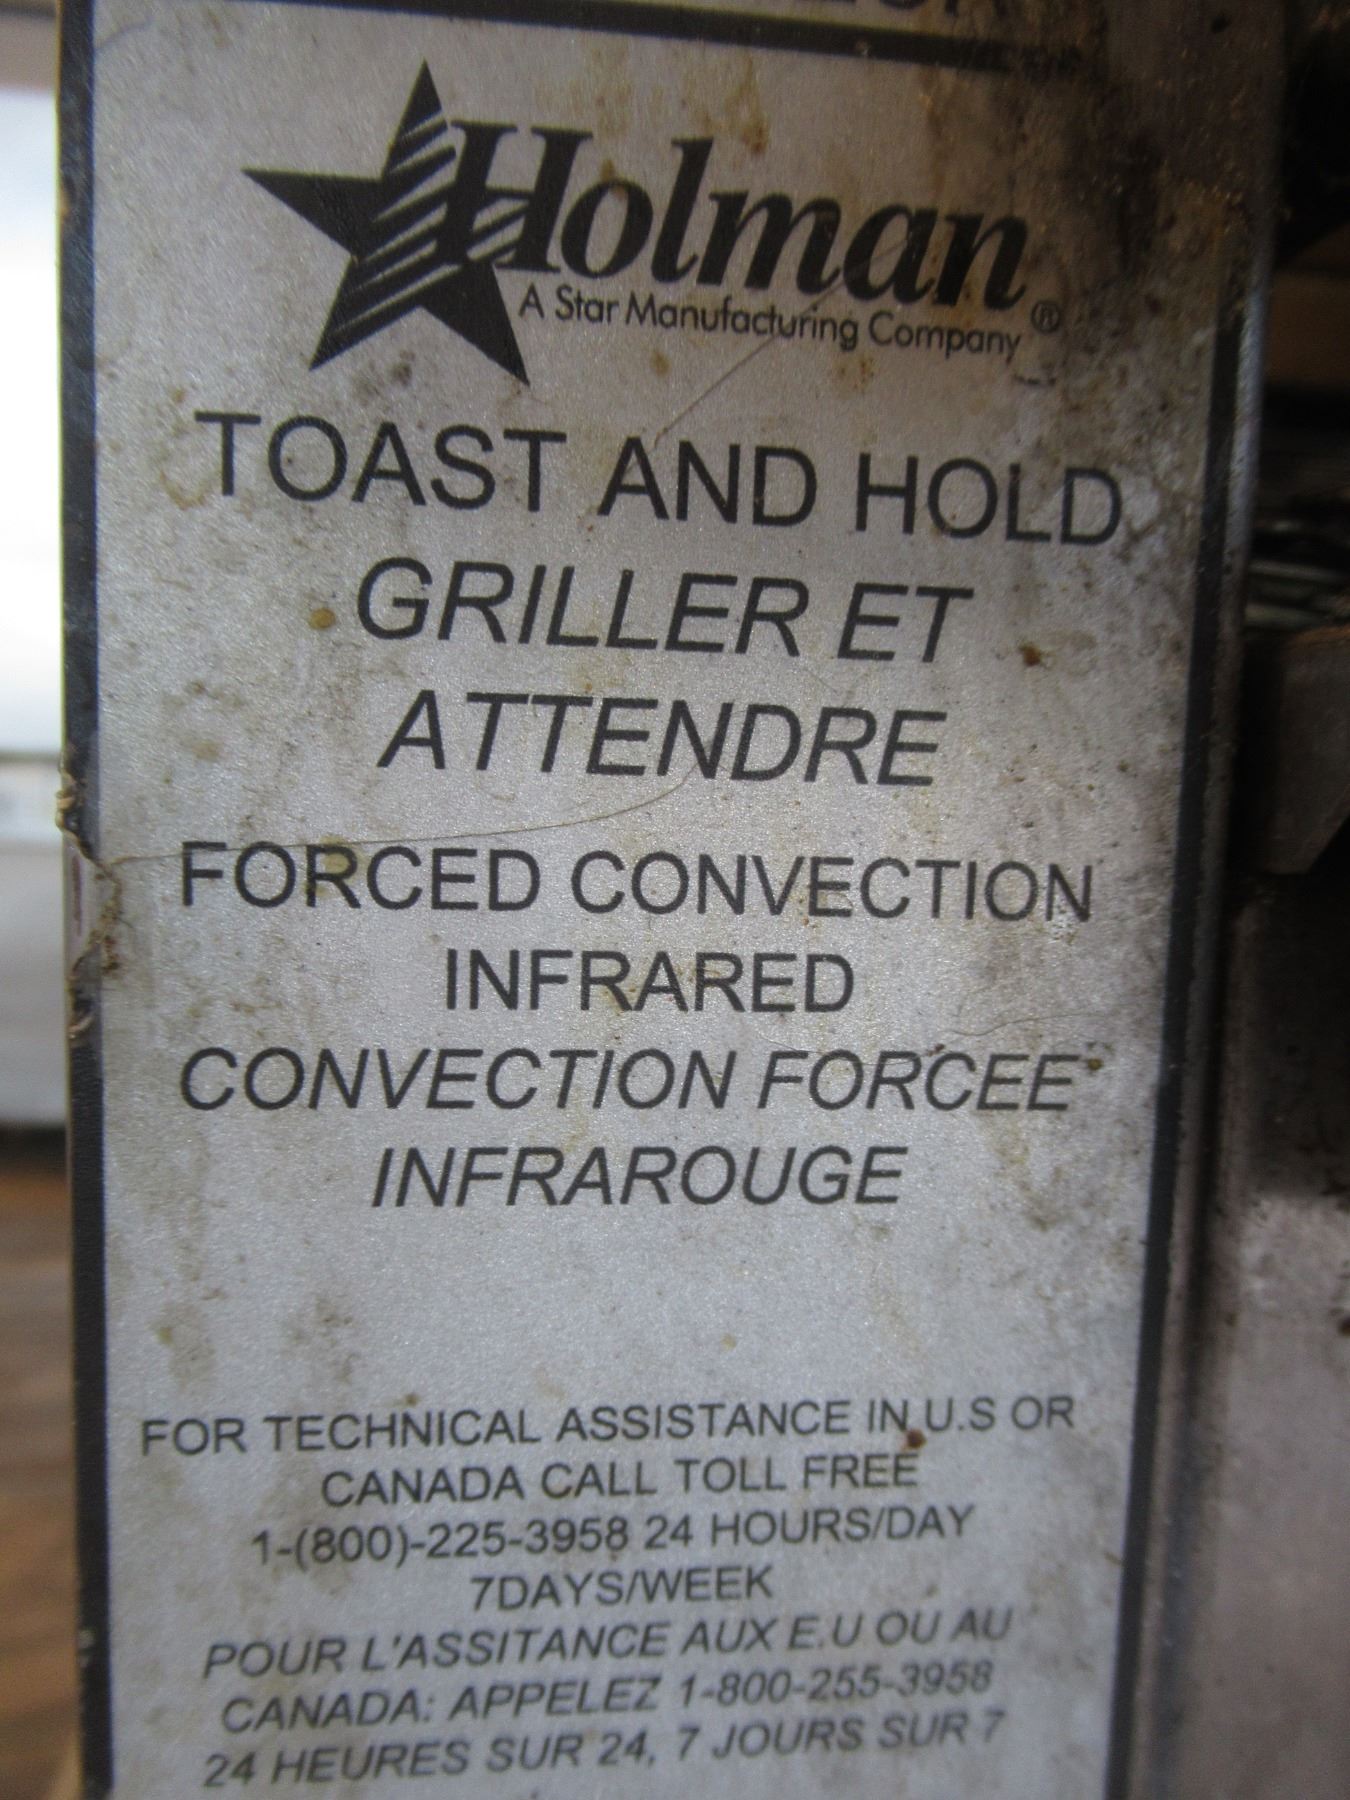 Holman®
A Star Manufacturing Company
TOAST AND HOLD
GRILLER ET
ATTENDRE
FORCED CONVECTION
INFRARED
CONVECTION FORCEE
INFRAROUGE
FOR TECHNICAL ASSISTANCE IN U.S OR
CANADA CALL TOLL FREE
1-(800)-225-3958 24 HOURS/DAY
7DAYS/WEEK
POUR L'ASSITANCE AUX E.U OU AU
CANADA: APPELEZ 1-800-255-3958
24 HEURES SUR 24, 7 JOURS SUR 7